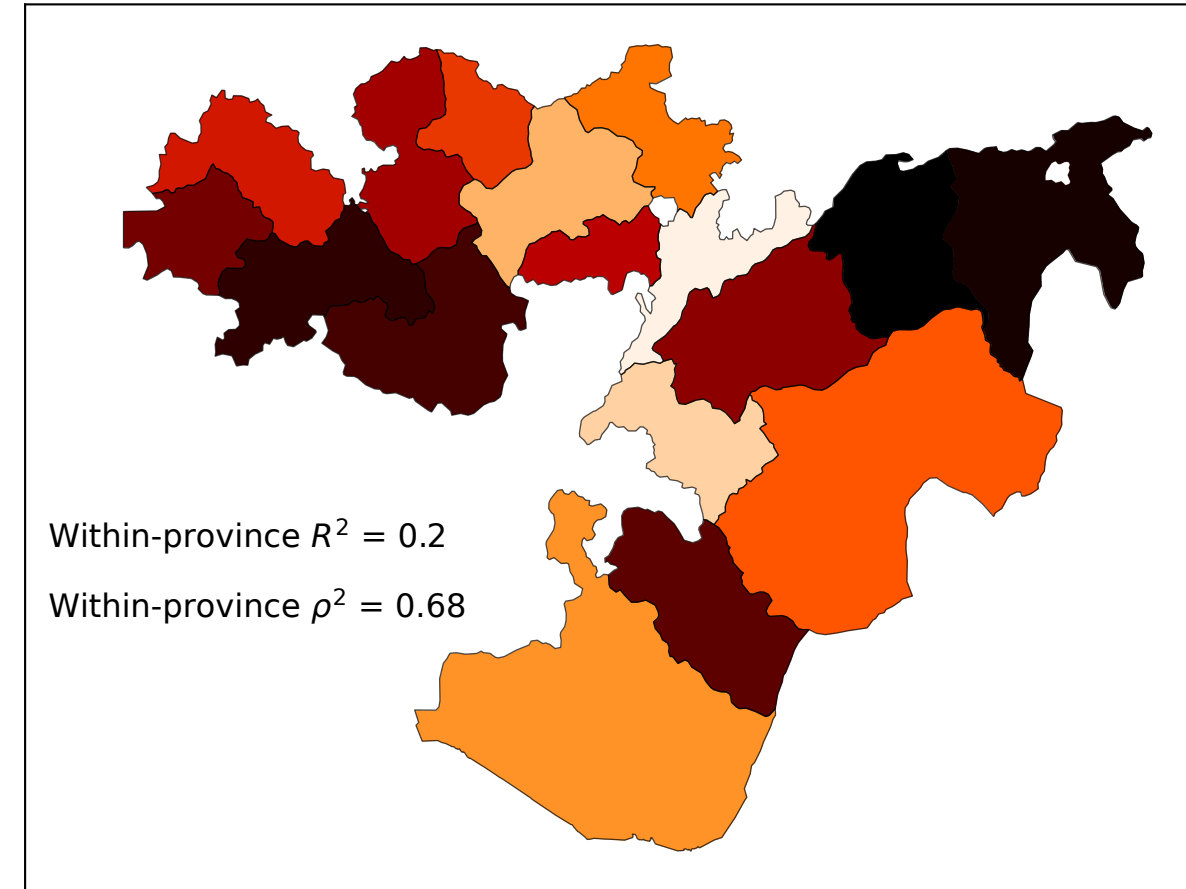 Within-province R² = 0.2
Within-province ρ² = 0.68